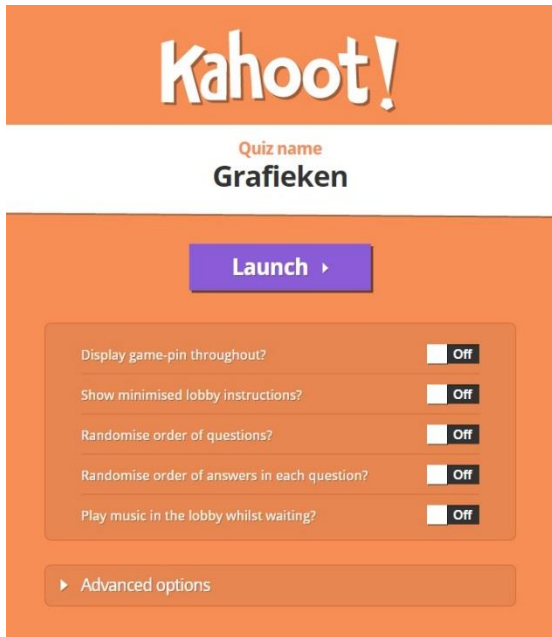 Kahoot!
Quiz name
Grafieken
Launch
Display game-pin throughout? Off
Show minimised lobby instructions? Off
Randomise order of questions? Off
Randomise order of answers in each question? Off
Play music in the lobby whilst waiting? Off
Advanced options